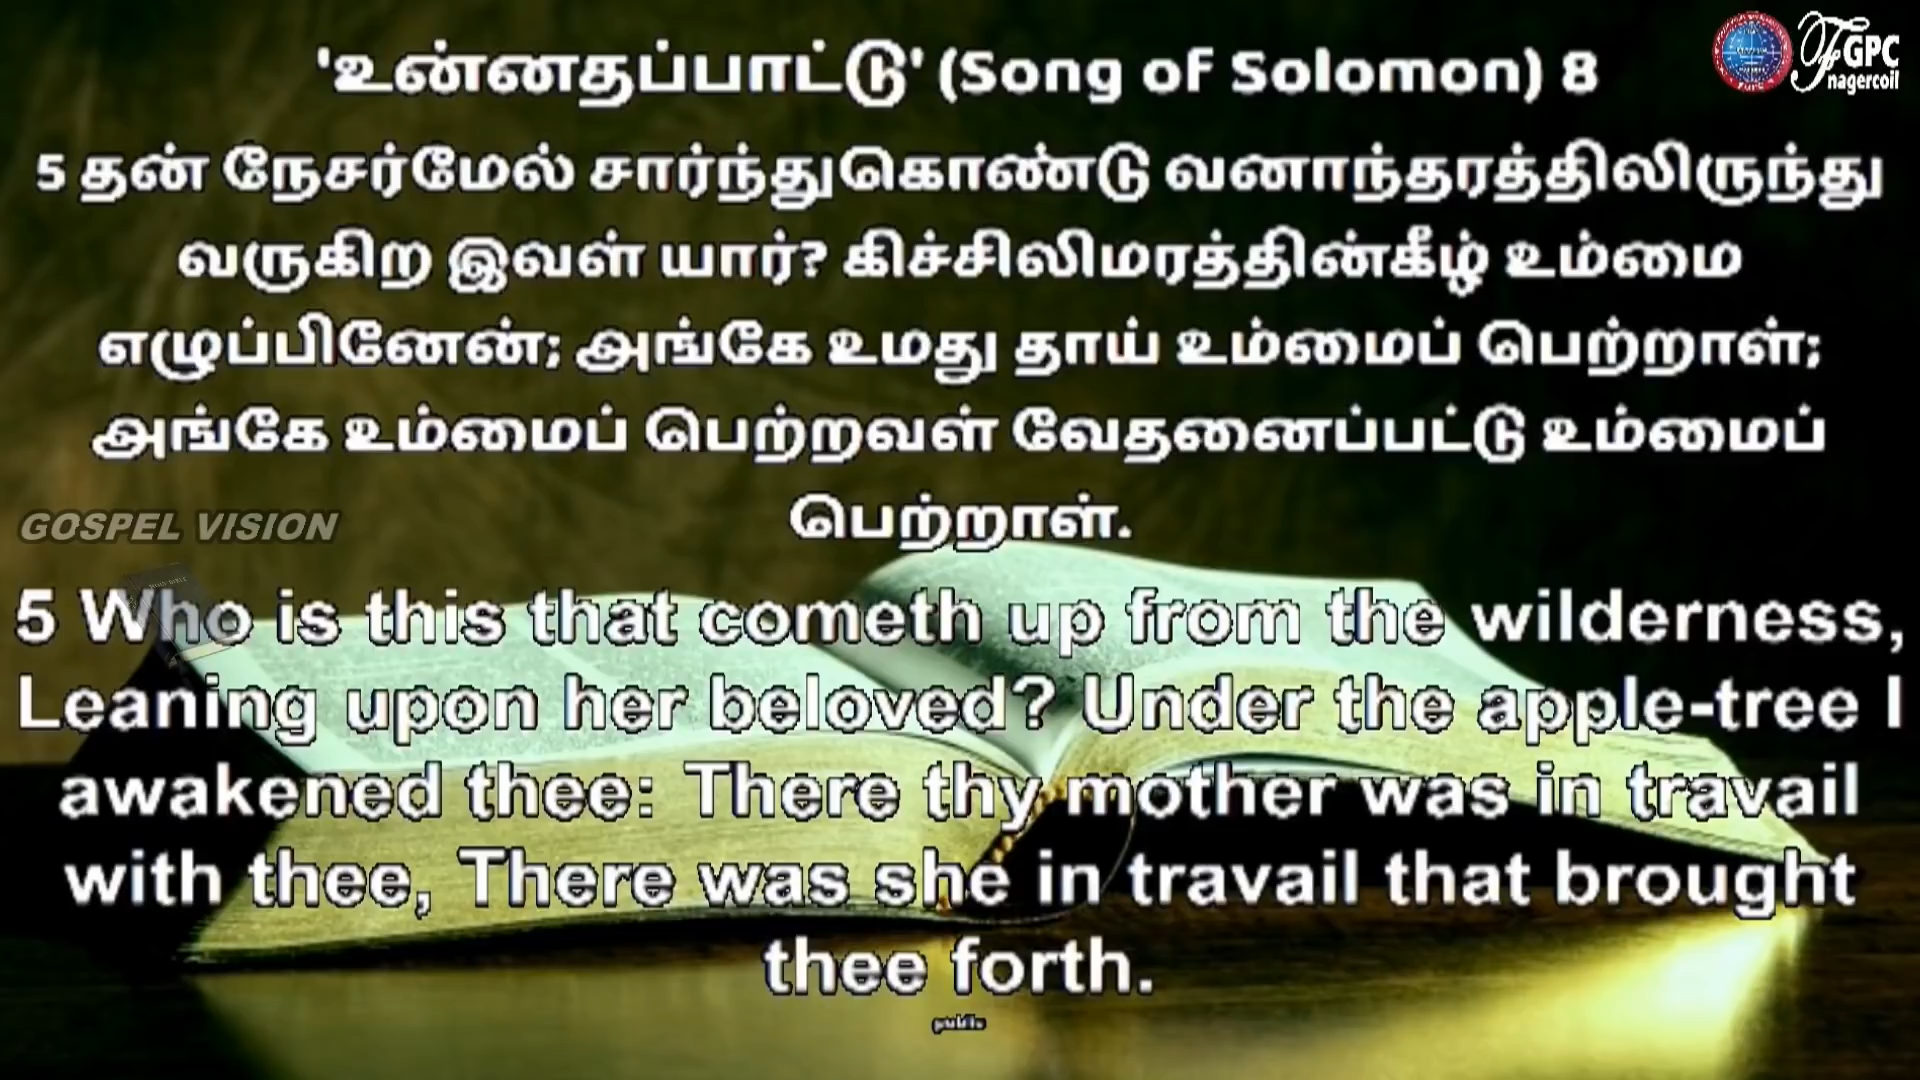 'உன்னதப்பாட்டு' (Song of Solomon) 8
FGPC
nagercoil
5 தன் நேசர்மேல் சார்ந்துகொண்டு வனாந்தரத்திலிருந்து
வருகிற இவள் யார்? கிச்சிலிமரத்தின்கீழ் உம்மை
எழுப்பினேன்; அங்கே உமது தாய் உம்மைப் பெற்றாள்;
அங்கே உம்மைப் பெற்றவள் வேதனைப்பட்டு உம்மைப்
பெற்றாள்.
GOSPEL VISION
5 Who is this that cometh up from the wilderness,
Leaning upon her beloved? Under the apple-tree I
awakened thee: There thy mother was in travail
with thee, There was she in travail that brought
thee forth.